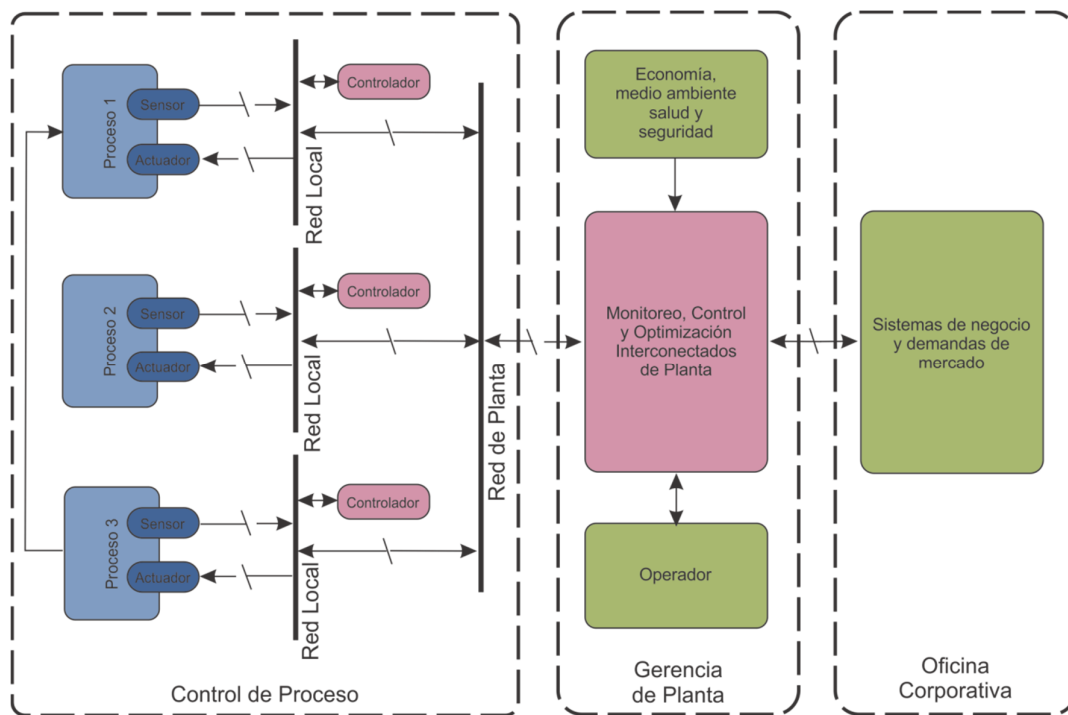 Proceso 1
Sensor
Actuador
Red Local
Controlador
Proceso 2
Sensor
Actuador
Red Local
Controlador
Proceso 3
Sensor
Actuador
Red Local
Controlador
Red de Planta
Control de Proceso
Economía,
medio ambiente
salud y
seguridad
Monitoreo, Control
y Optimización
Interconectados
de Planta
Operador
Gerencia
de Planta
Sistemas de negocio
y demandas de
mercado
Oficina
Corporativa